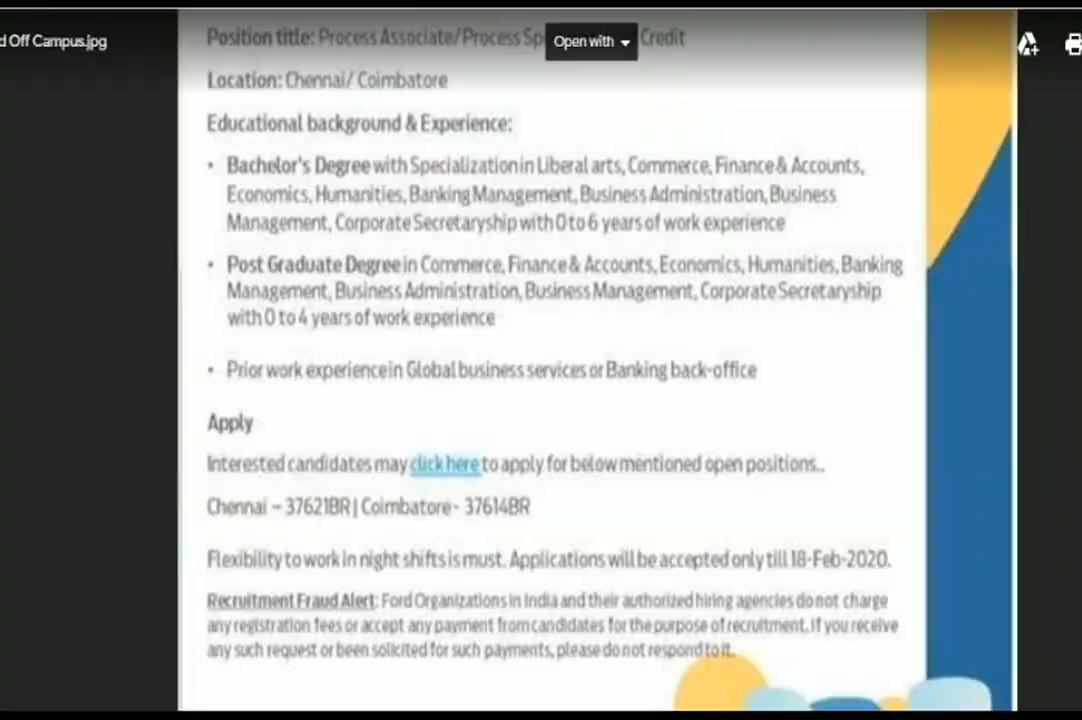 d Off Campus.jpg
Open with
Position title: Process Associate/Process Sp Credit
Location: Chennai/ Coimbatore
Educational background & Experience:
• Bachelor's Degree with Specialization in Liberal arts, Commerce, Finance & Accounts,
Economics, Humanities, Banking Management, Business Administration, Business
Management, Corporate Secretaryship with 0 to 6 years of work experience
• Post Graduate Degree in Commerce, Finance & Accounts, Economics, Humanities, Banking
Management, Business Administration, Business Management, Corporate Secretaryship
with 0 to 4 years of work experience
• Prior work experience in Global business services or Banking back-office
Apply
Interested candidates may click here to apply for below mentioned open positions..
Chennai – 37621BR | Coimbatore- 37614BR
Flexibility to work in night shifts is must. Applications will be accepted only till 18-Feb-2020.
Recruitment Fraud Alert: Ford Organizations in India and their authorized hiring agencies do not charge
any registration fees or accept any payment from candidates for the purpose of recruitment. If you receive
any such request or been solicited for such payments, please do not respond to it.